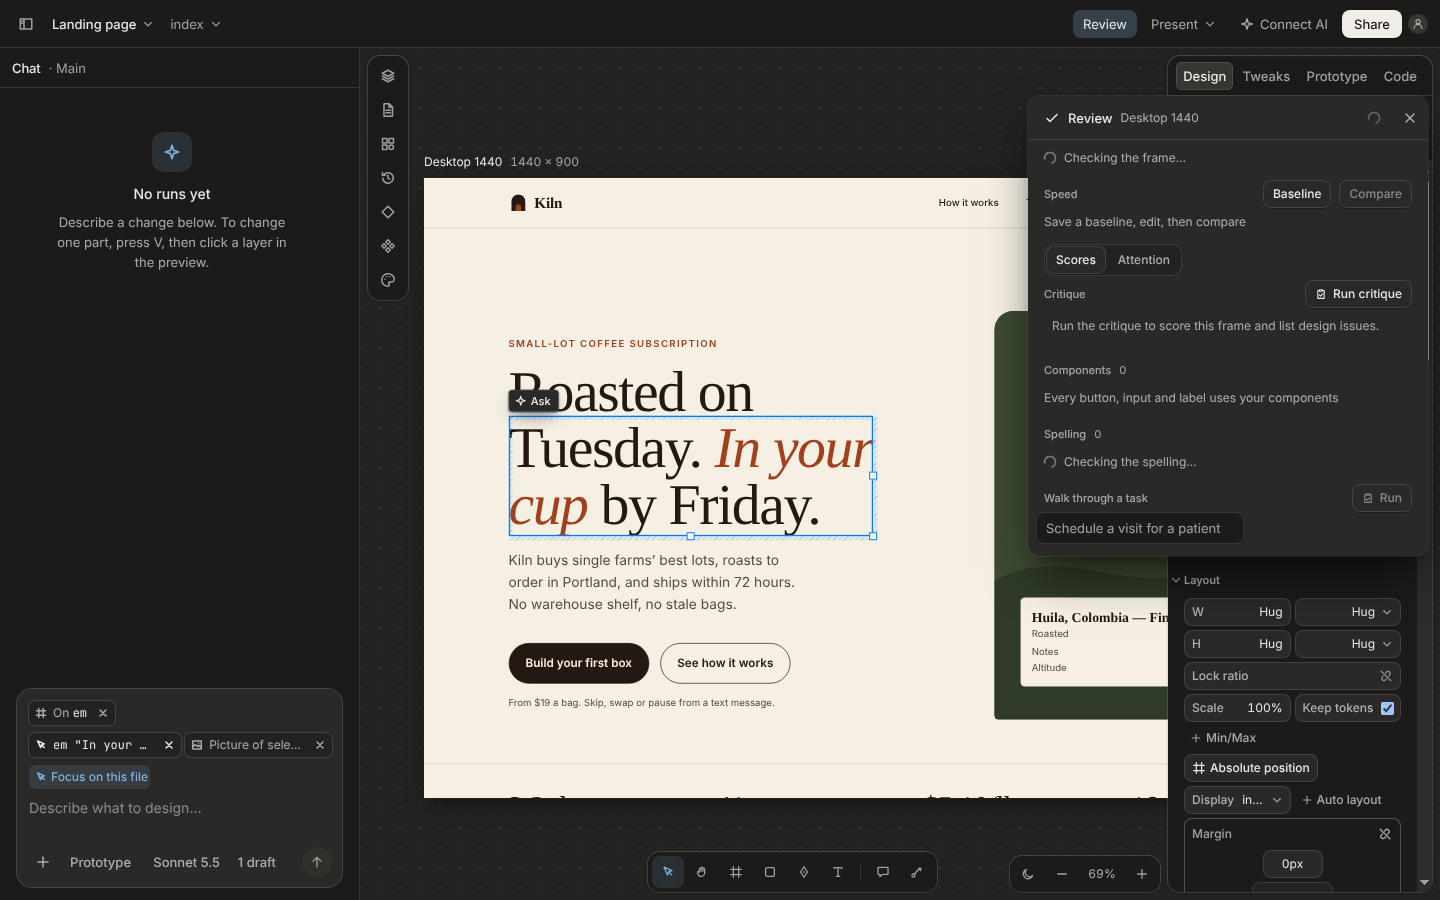 Landing page
index
Review
Present
Connect AI
Share
Chat · Main
No runs yet
Describe a change below. To change
one part, press V, then click a layer in
the preview.
On em
em "In your …
Picture of sele…
Focus on this file
Describe what to design…
Prototype
Sonnet 5.5
1 draft
Desktop 1440 1440 × 900
Kiln
How it works
SMALL-LOT COFFEE SUBSCRIPTION
Roasted on
Ask
Tuesday. In your
cup by Friday.
Kiln buys single farms’ best lots, roasts to
order in Portland, and ships within 72 hours.
No warehouse shelf, no stale bags.
Build your first box
See how it works
From $19 a bag. Skip, swap or pause from a text message.
Huila, Colombia — Fin
Roasted
Notes
Altitude
69%
Design
Tweaks
Prototype
Code
Review Desktop 1440
Checking the frame…
Speed
Baseline
Compare
Save a baseline, edit, then compare
Scores
Attention
Critique
Run critique
Run the critique to score this frame and list design issues.
Components 0
Every button, input and label uses your components
Spelling 0
Checking the spelling…
Walk through a task
Run
Schedule a visit for a patient
Layout
W Hug
Hug
H Hug
Hug
Lock ratio
Scale 100%
Keep tokens
Min/Max
Absolute position
Display in…
Auto layout
Margin
0px